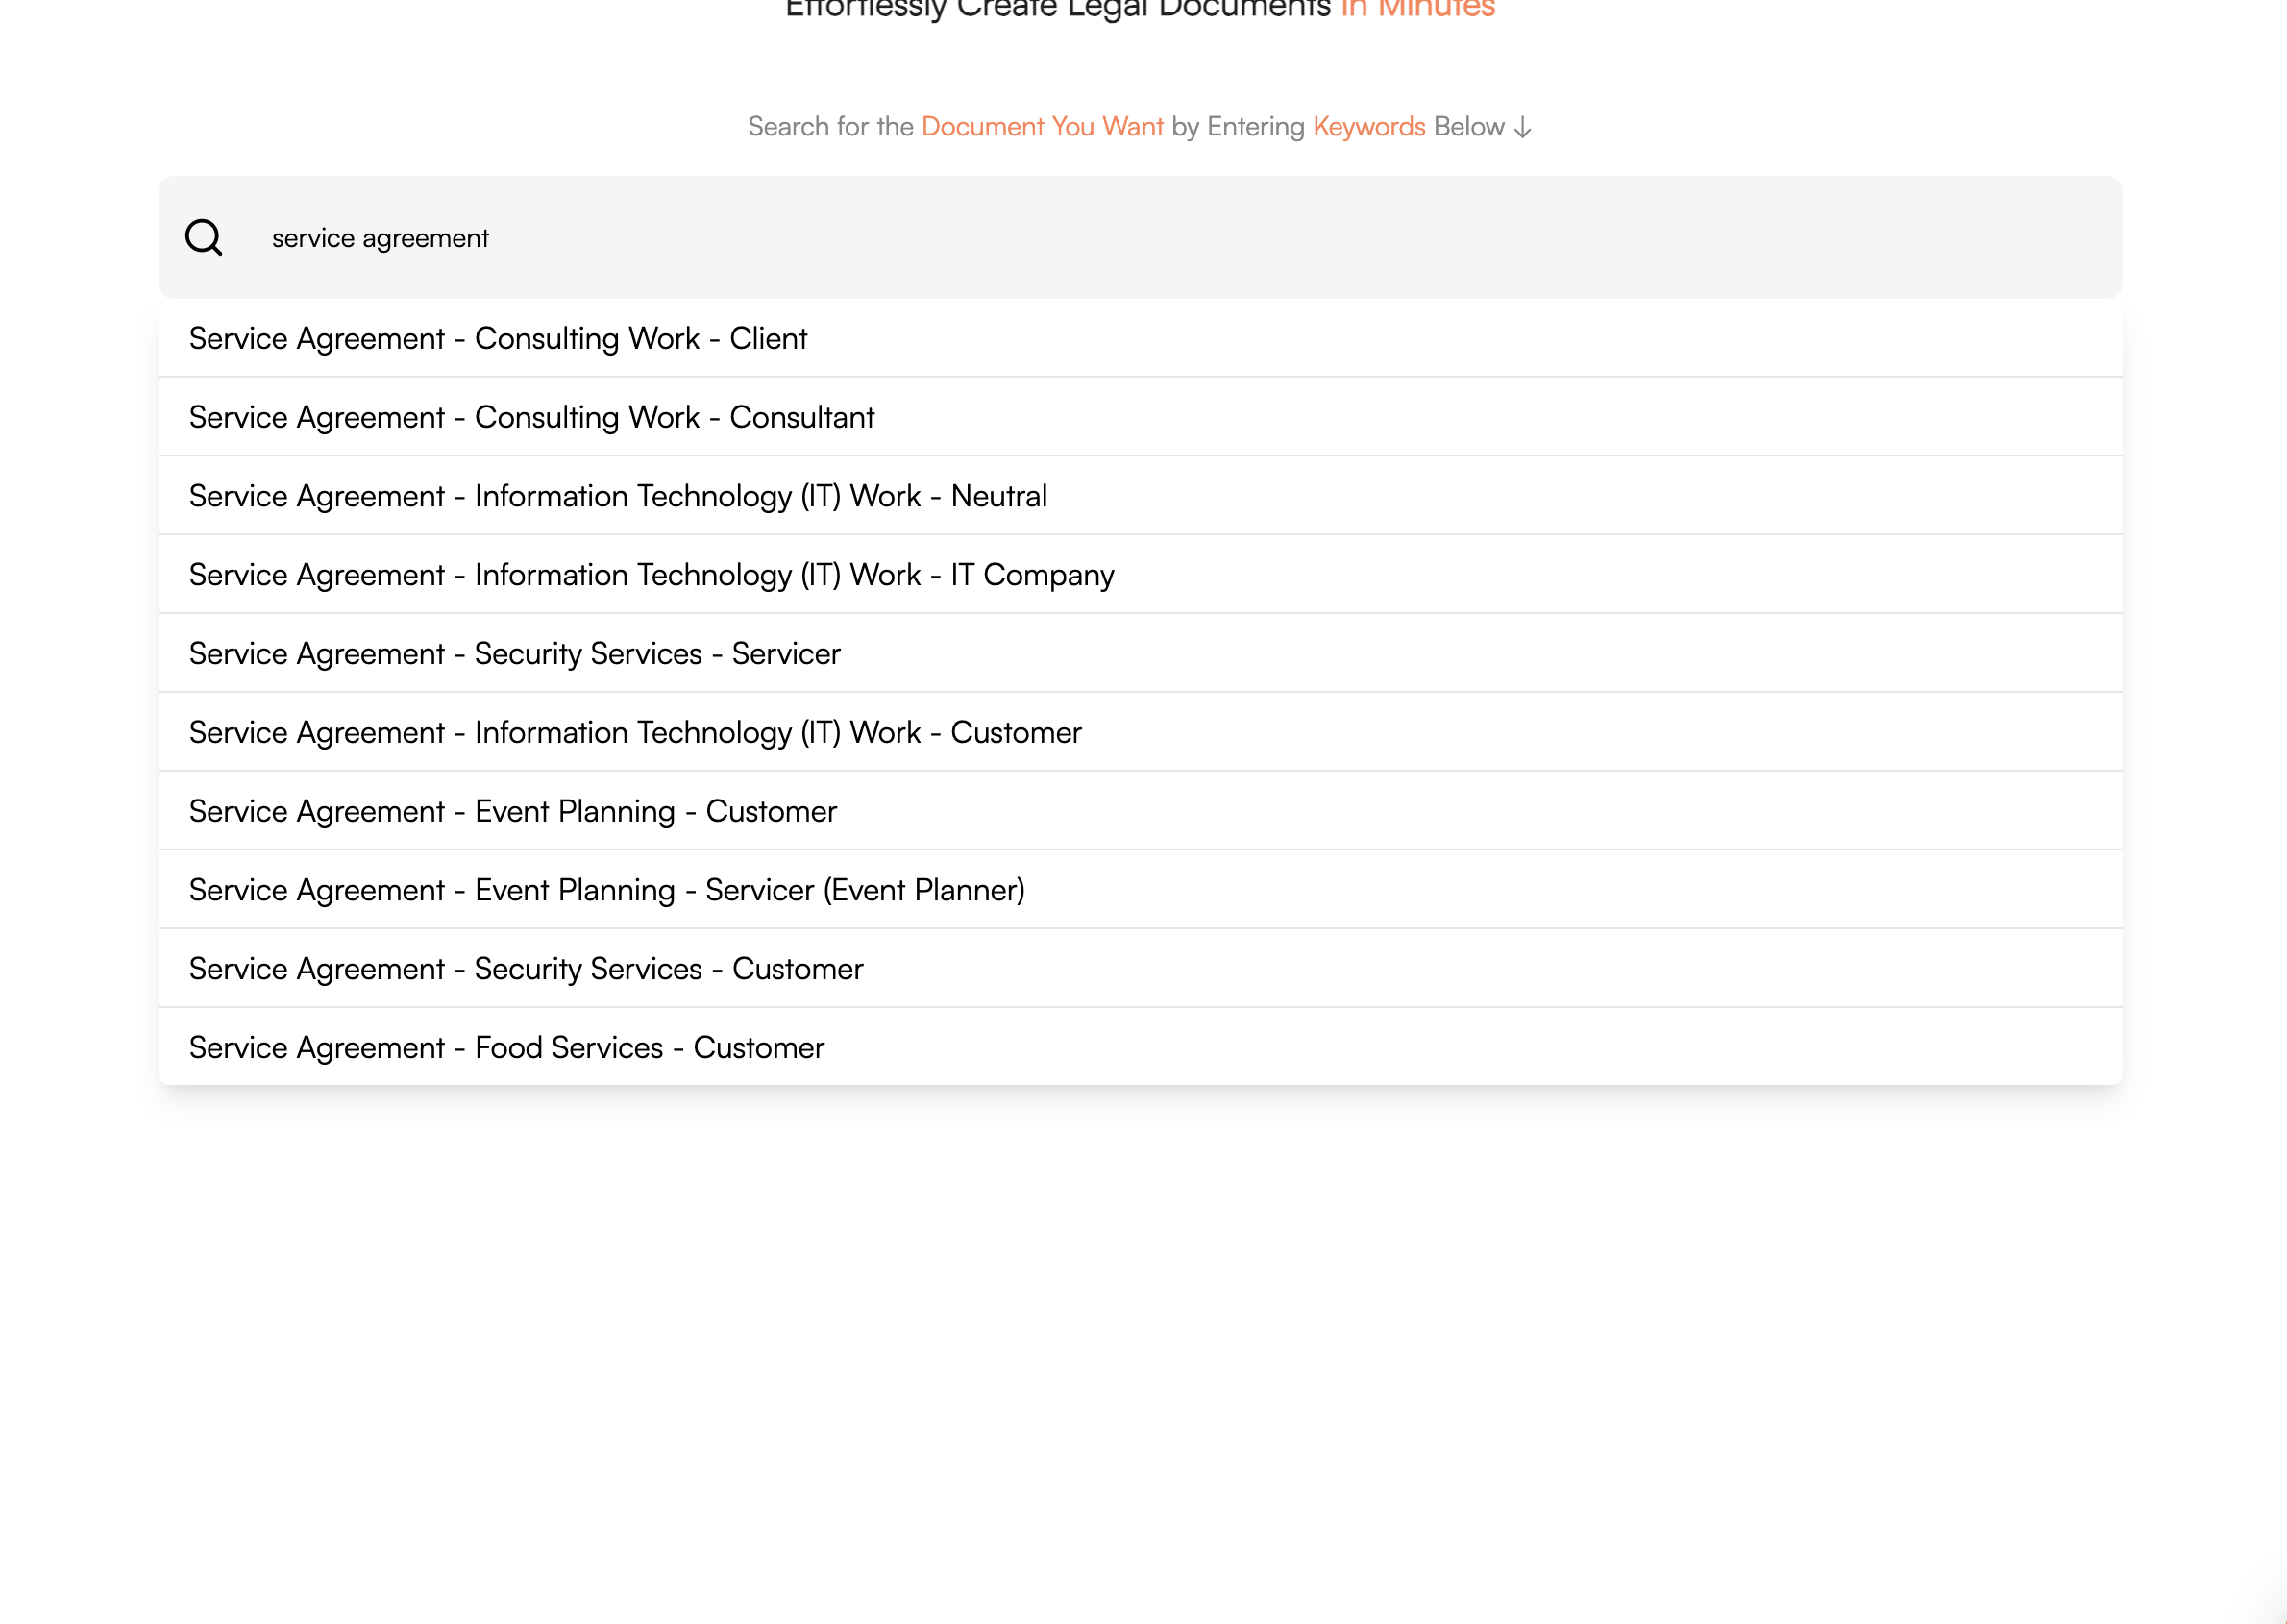 Effortlessly Create Legal Documents In Minutes
Search for the Document You Want by Entering Keywords Below ↓
service agreement
Service Agreement - Consulting Work - Client
Service Agreement - Consulting Work - Consultant
Service Agreement - Information Technology (IT) Work - Neutral
Service Agreement - Information Technology (IT) Work - IT Company
Service Agreement - Security Services - Servicer
Service Agreement - Information Technology (IT) Work - Customer
Service Agreement - Event Planning - Customer
Service Agreement - Event Planning - Servicer (Event Planner)
Service Agreement - Security Services - Customer
Service Agreement - Food Services - Customer